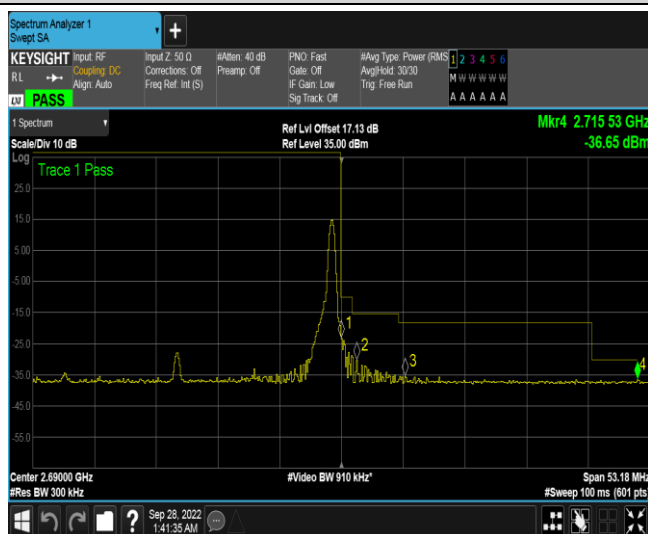 Spectrum Analyzer 1
Swept SA
+
KEYSIGHT Input: RF Input Z: 50 Ω #Atten: 40 dB PNO: Fast #Avg Type: Power (RMS 1 2 3 4 5 6
RL Coupling: DC Corrections: Off Preamp: Off Gate: Off Avg|Hold: 30/30 M W W W W W
Align: Auto Freq Ref: Int (S) IF Gain: Low Trig: Free Run
LXI PASS Sig Track: Off A A A A A A
1 Spectrum Ref Lvl Offset 17.13 dB Mkr4 2.715 53 GHz
Scale/Div 10 dB Ref Level 35.00 dBm -36.65 dBm
Log
Trace 1 Pass
25.0
15.0
5.00
-5.00
-15.0
1
-25.0
2
3
4
-35.0
-45.0
-55.0
Center 2.69000 GHz #Video BW 910 kHz* Span 53.18 MHz
#Res BW 300 kHz #Sweep 100 ms (601 pts)
? Sep 28, 2022
1:41:35 AM